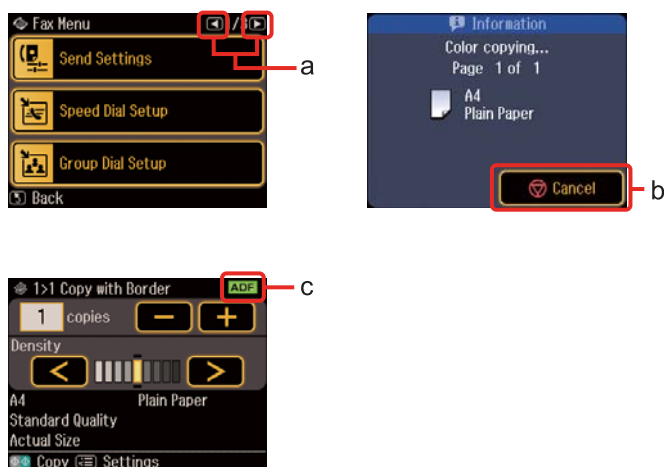 Fax Menu /3
Send Settings
a
Speed Dial Setup
Group Dial Setup
Back
Information
Color copying...
Page 1 of 1
A4
Plain Paper
Cancel
b
1>1 Copy with Border ADF
c
1 copies
Density
A4 Plain Paper
Standard Quality
Actual Size
Copy Settings